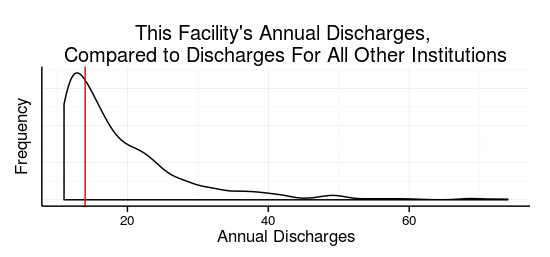 This Facility's Annual Discharges,
Compared to Discharges For All Other Institutions
Frequency
20
40
60
Annual Discharges